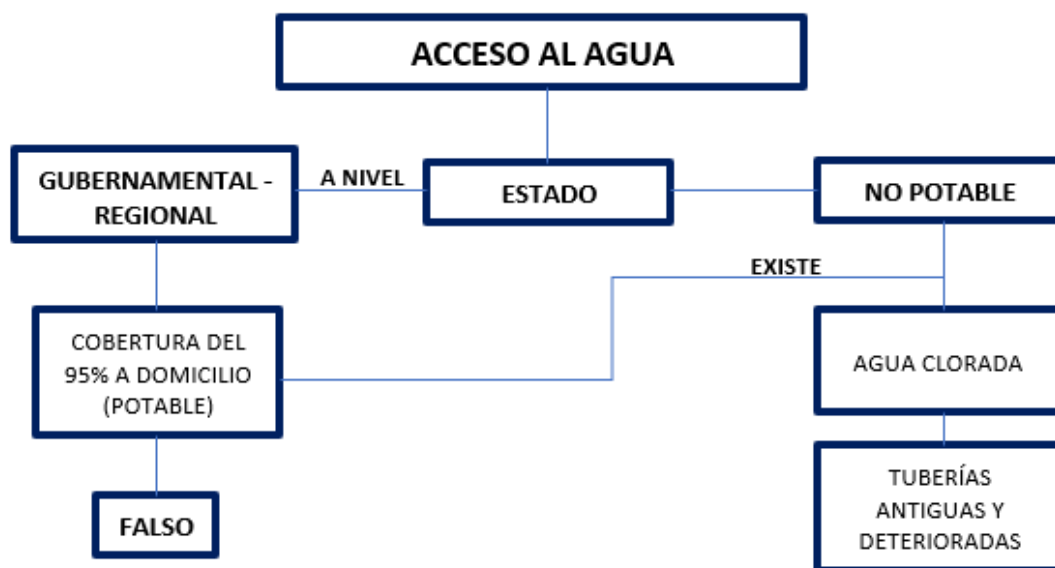 ACCESO AL AGUA
GUBERNAMENTAL -
REGIONAL
A NIVEL
ESTADO
NO POTABLE
EXISTE
COBERTURA DEL
95% A DOMICILIO
(POTABLE)
AGUA CLORADA
FALSO
TUBERÍAS
ANTIGUAS Y
DETERIORADAS